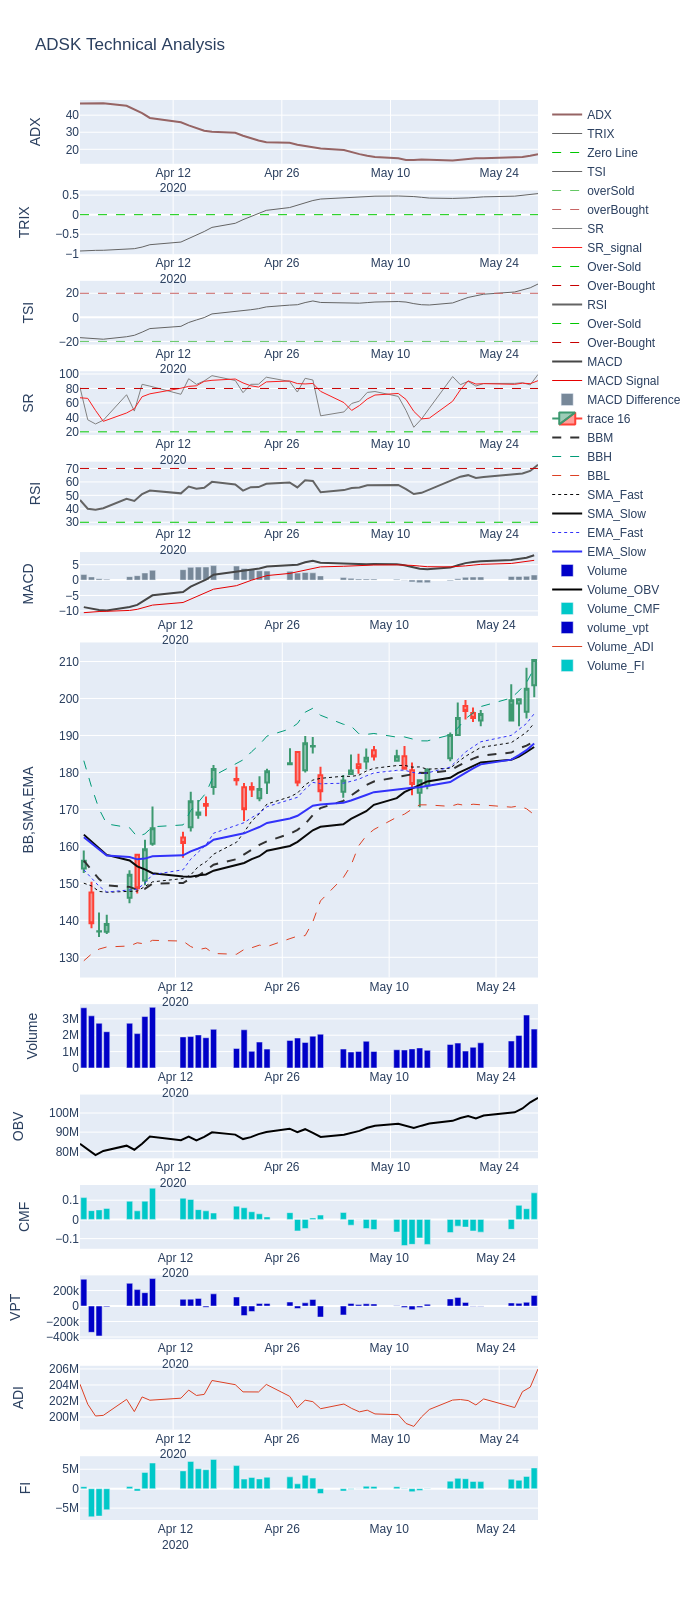 ADSK Technical Analysis
ADX
40
30
20
Apr 12
2020
Apr 26
May 10
May 24
TRIX
0.5
0
−0.5
−1
Apr 12
2020
Apr 26
May 10
May 24
TSI
20
0
−20
Apr 12
2020
Apr 26
May 10
May 24
SR
100
80
60
40
20
Apr 12
2020
Apr 26
May 10
May 24
RSI
70
60
50
40
30
Apr 12
2020
Apr 26
May 10
May 24
MACD
5
0
−5
−10
Apr 12
2020
Apr 26
May 10
May 24
BB,SMA,EMA
210
200
190
180
170
160
150
140
130
Apr 12
2020
Apr 26
May 10
May 24
Volume
3M
2M
1M
0
Apr 12
2020
Apr 26
May 10
May 24
OBV
100M
90M
80M
Apr 12
2020
Apr 26
May 10
May 24
CMF
0.1
0
−0.1
Apr 12
2020
Apr 26
May 10
May 24
VPT
200k
0
−200k
−400k
Apr 12
2020
Apr 26
May 10
May 24
ADI
206M
204M
202M
200M
Apr 12
2020
Apr 26
May 10
May 24
FI
5M
0
−5M
Apr 12
2020
Apr 26
May 10
May 24
ADX
TRIX
Zero Line
TSI
overSold
overBought
SR
SR_signal
Over-Sold
Over-Bought
RSI
Over-Sold
Over-Bought
MACD
MACD Signal
MACD Difference
trace 16
BBM
BBH
BBL
SMA_Fast
SMA_Slow
EMA_Fast
EMA_Slow
Volume
Volume_OBV
Volume_CMF
volume_vpt
Volume_ADI
Volume_FI